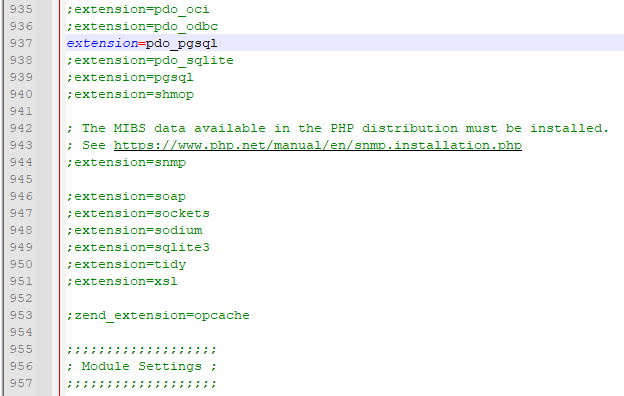 935 ;extension=pdo_oci
936 ;extension=pdo_odbc
937 extension=pdo_pgsql
938 ;extension=pdo_sqlite
939 ;extension=pgsql
940 ;extension=shmop
941
942 ; The MIBS data available in the PHP distribution must be installed.
943 ; See https://www.php.net/manual/en/snmp.installation.php
944 ;extension=snmp
945
946 ;extension=soap
947 ;extension=sockets
948 ;extension=sodium
949 ;extension=sqlite3
950 ;extension=tidy
951 ;extension=xsl
952
953 ;zend_extension=opcache
954
955 ;;;;;;;;;;;;;;;;;;;
956 ; Module Settings ;
957 ;;;;;;;;;;;;;;;;;;;